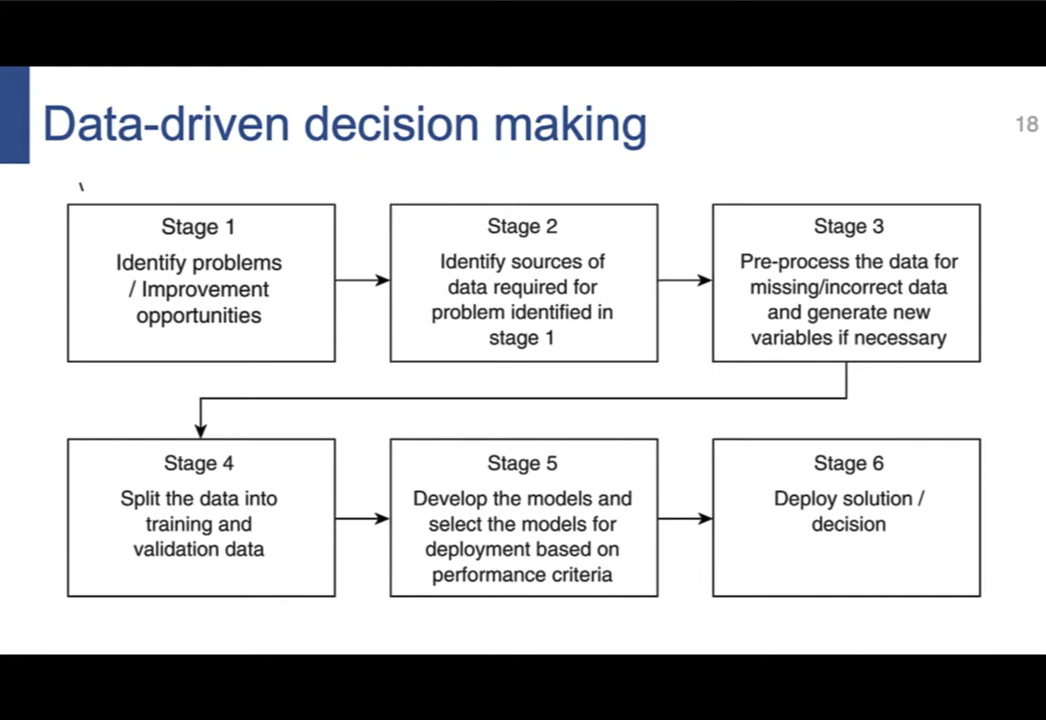 Data-driven decision making
18
Stage 1
Identify problems
/ Improvement
opportunities
Stage 2
Identify sources of
data required for
problem identified in
stage 1
Stage 3
Pre-process the data for
missing/incorrect data
and generate new
variables if necessary
Stage 4
Split the data into
training and
validation data
Stage 5
Develop the models and
select the models for
deployment based on
performance criteria
Stage 6
Deploy solution /
decision